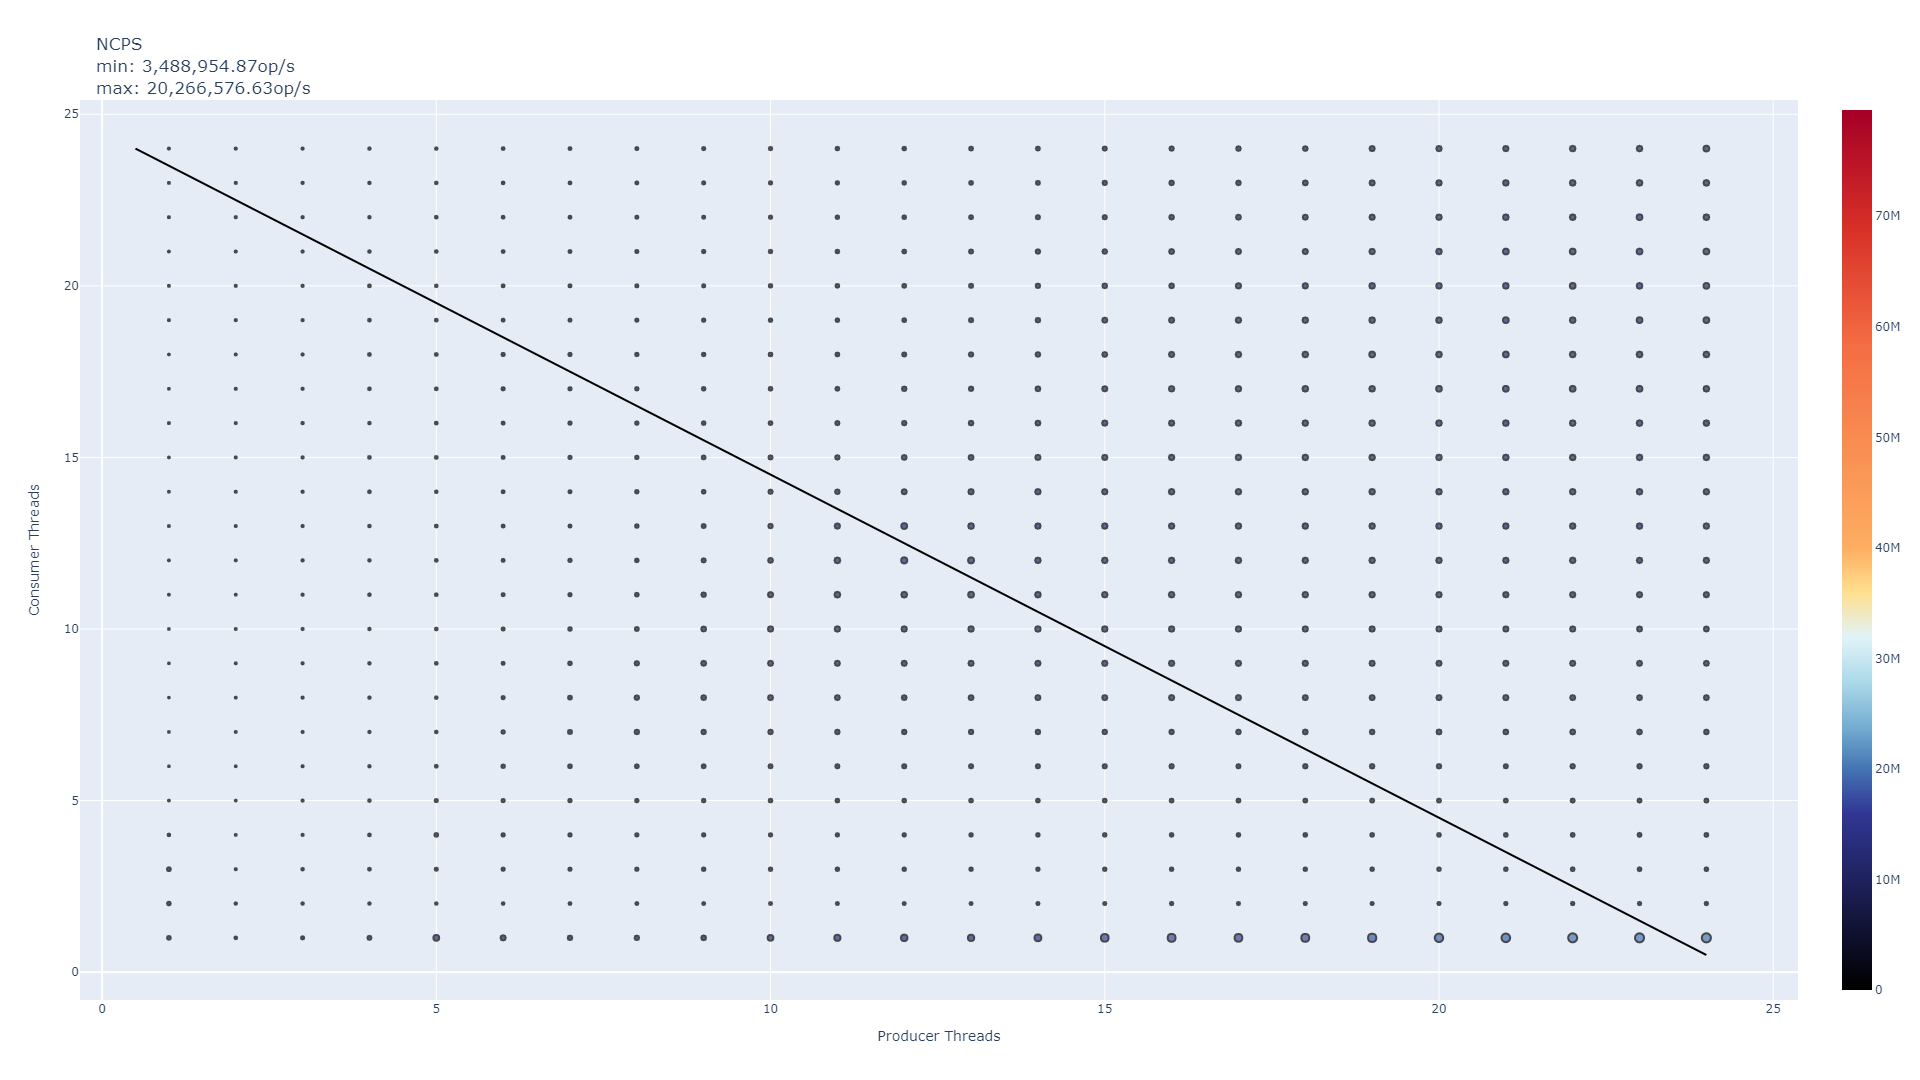 NCPS
min: 3,488,954.87op/s
max: 20,266,576.63op/s
25
20
15
10
5
0
Consumer Threads
0
5
10
15
20
25
Producer Threads
70M
60M
50M
40M
30M
20M
10M
0